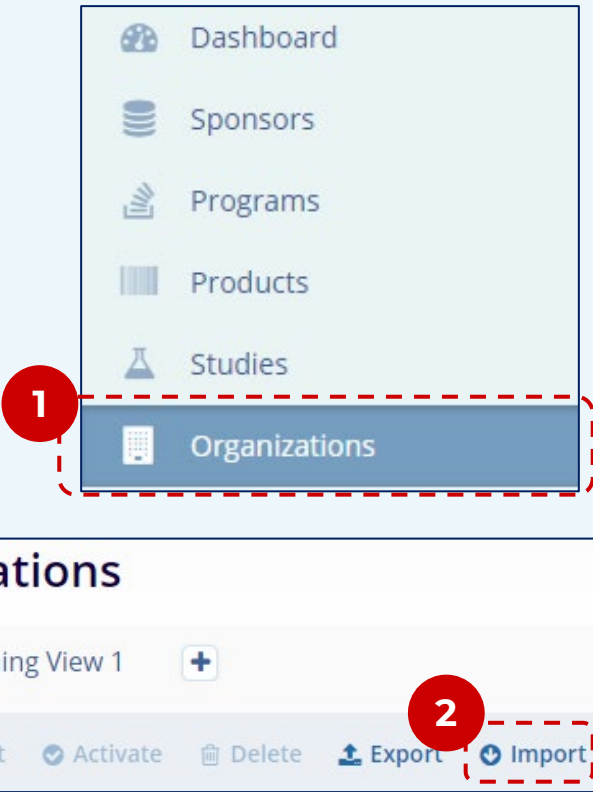 Dashboard
Sponsors
Programs
Products
Studies
1
Organizations
ations
ing View 1
2
t Activate Delete Export Import